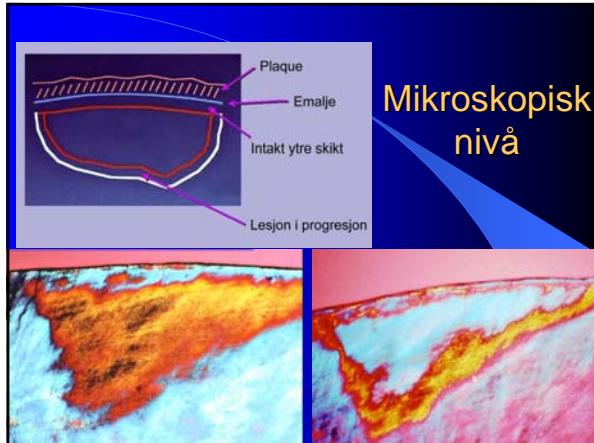 Plaque
Emalje
Intakt ytre skikt
Lesjon i progresjon
Mikroskopisk
nivå